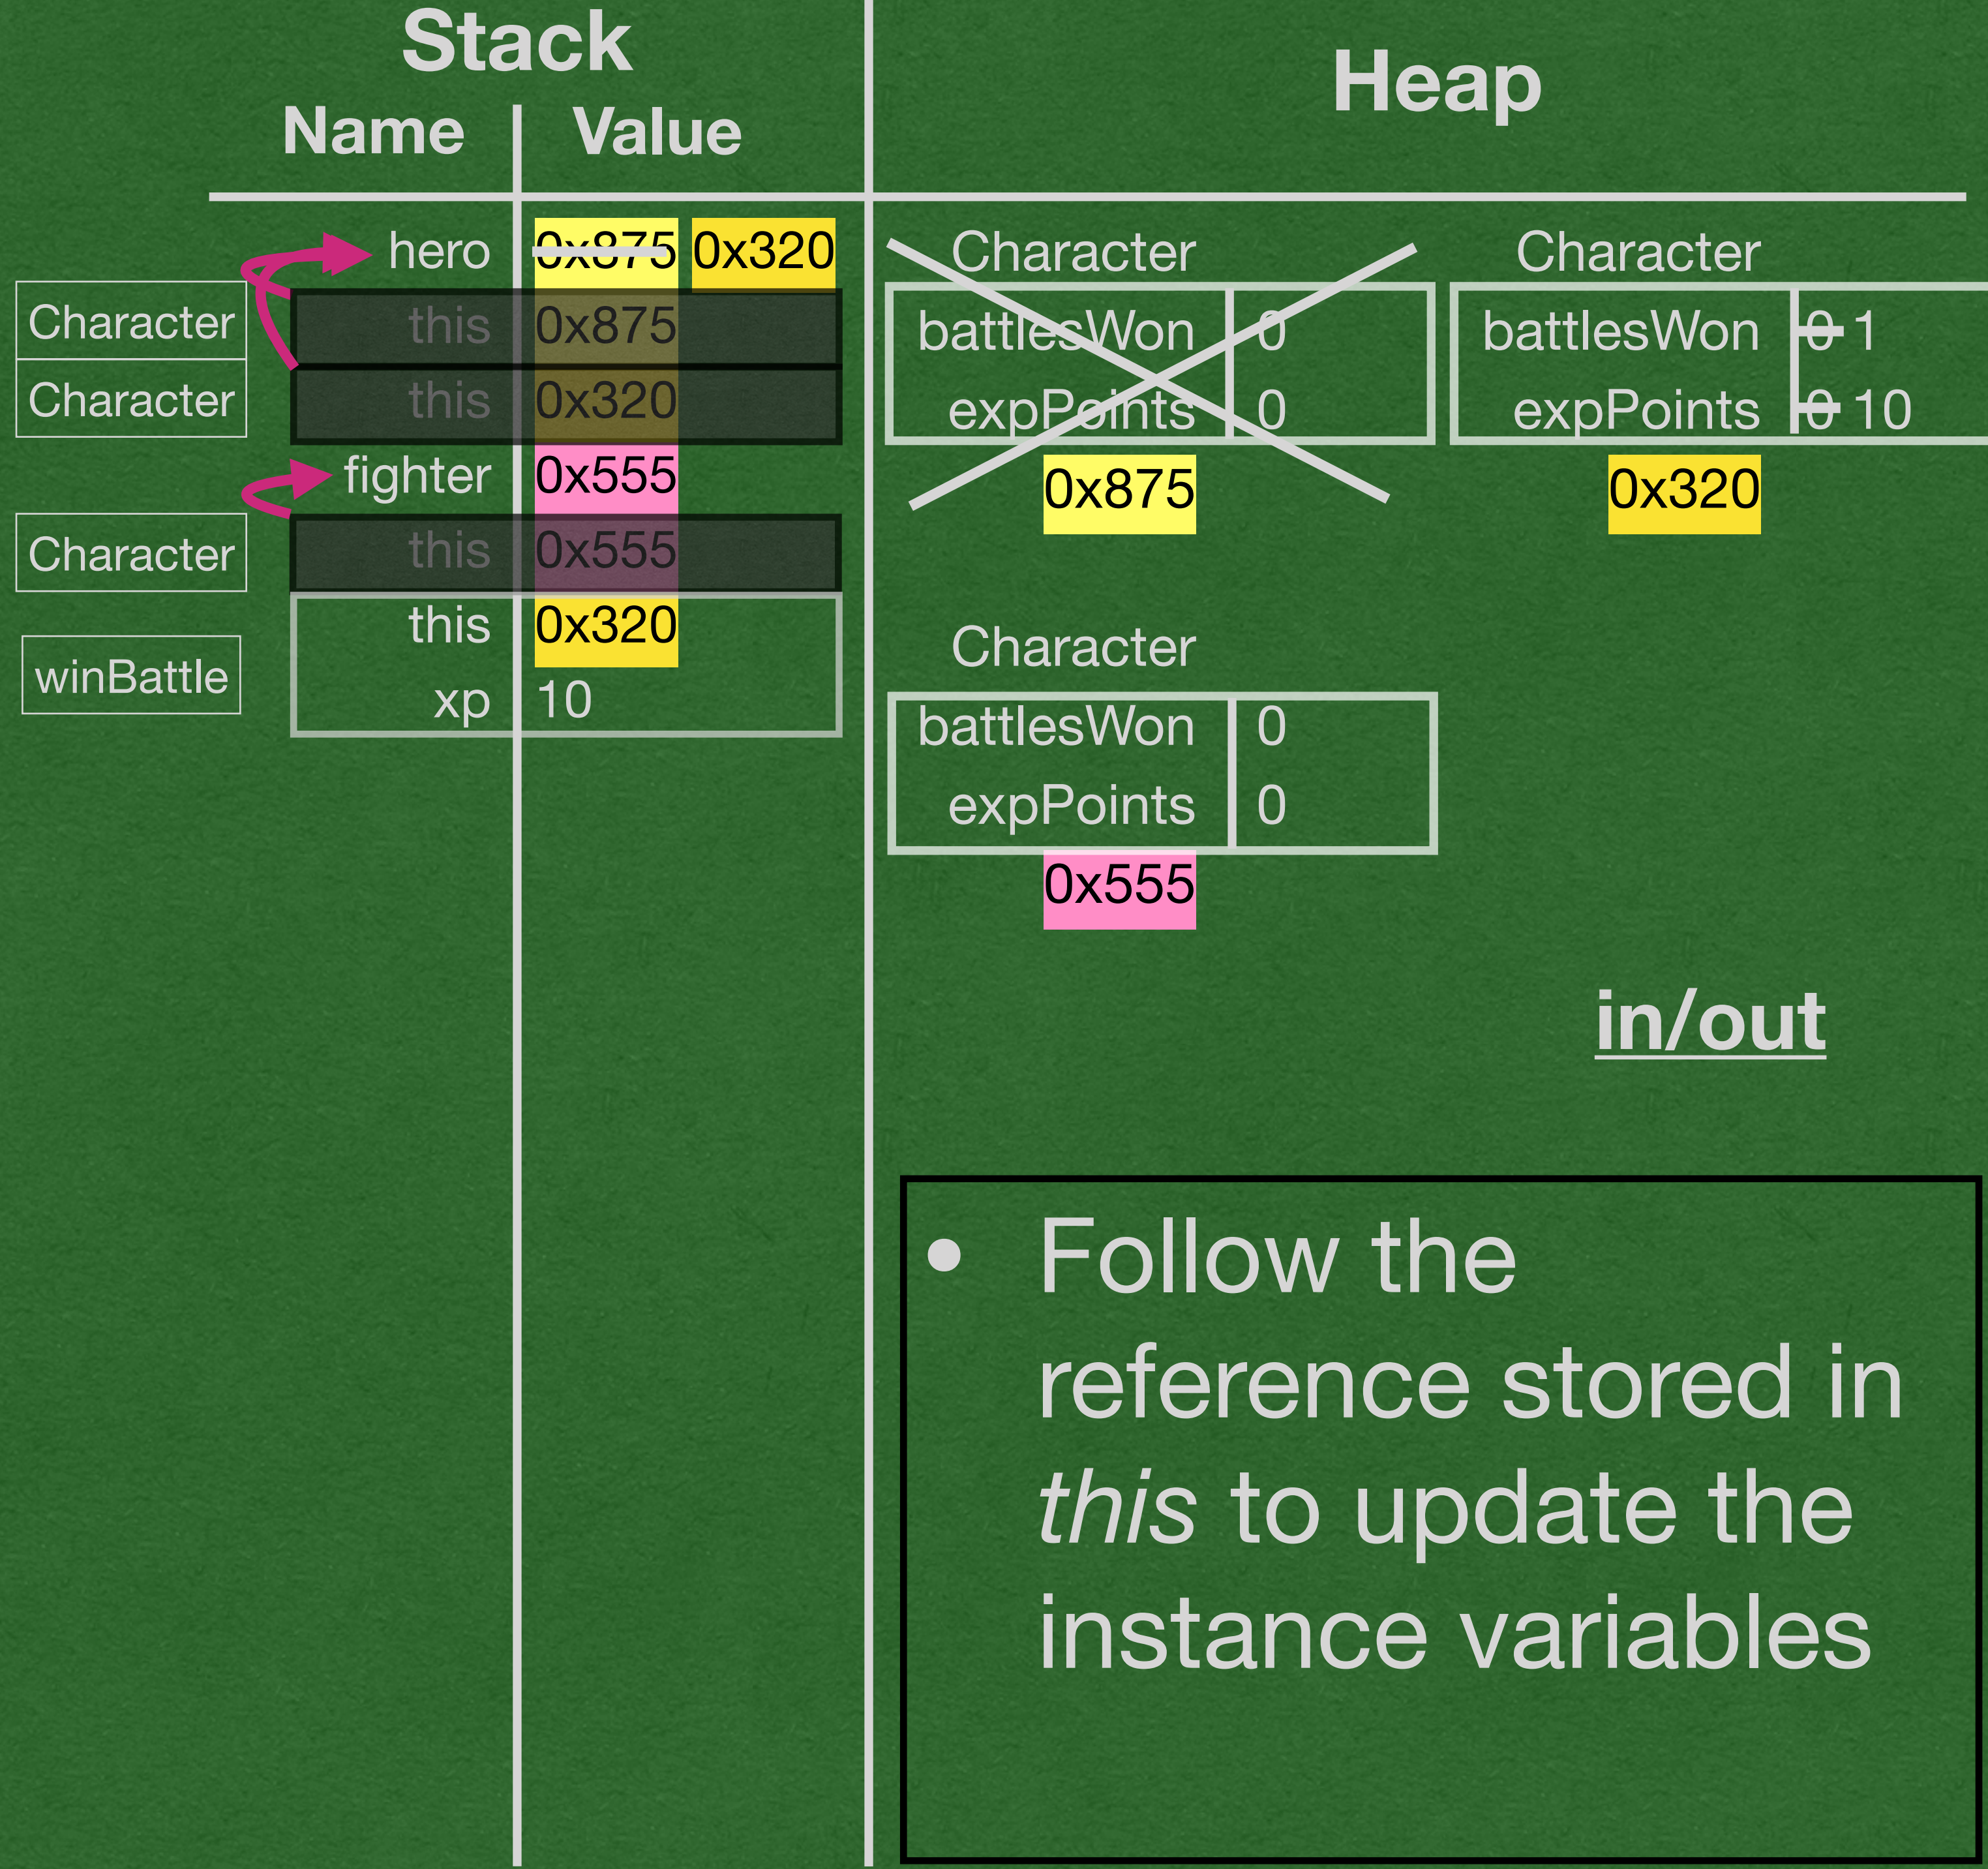 Stack
Heap
Name Value
hero 0x875 0x320
Character this 0x875
Character this 0x320
fighter 0x555
Character this 0x555
this 0x320
winBattle
xp 10
Character
battlesWon 0
expPoints 0
0x875
Character
battlesWon 0 1
expPoints 0 10
0x320
Character
battlesWon 0
expPoints 0
0x555
in/out
• Follow the
reference stored in
this to update the
instance variables